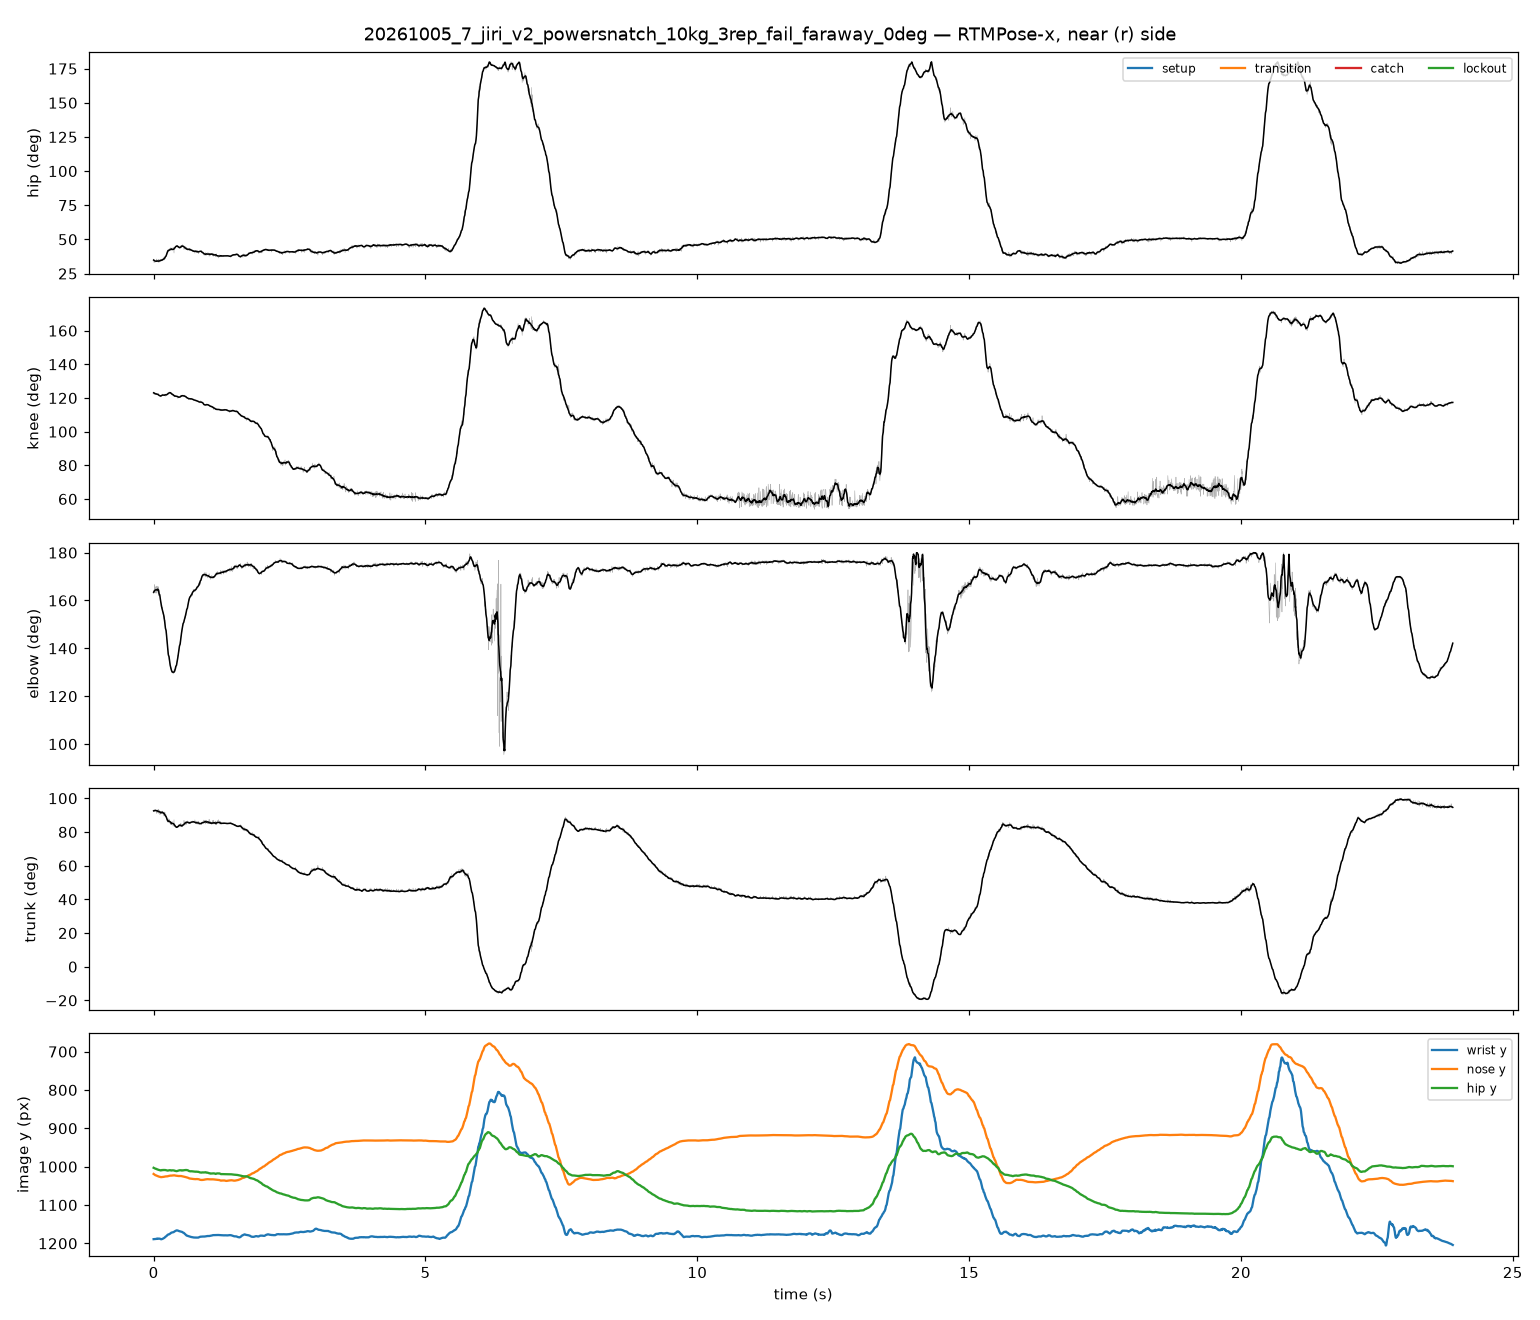 20261005_7_jiri_v2_powersnatch_10kg_3rep_fail_faraway_0deg — RTMPose-x, near (r) side
setup transition catch lockout
hip (deg)
175
150
125
100
75
50
25
knee (deg)
160
140
120
100
80
60
elbow (deg)
180
160
140
120
100
trunk (deg)
100
80
60
40
20
0
−20
image y (px)
700
800
900
1000
1100
1200
wrist y
nose y
hip y
0 5 10 15 20 25
time (s)